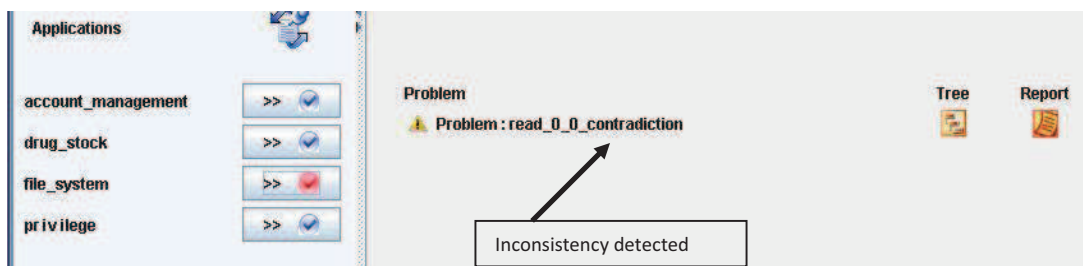 Applications
account_management >>
drug_stock >>
file_system >>
privilege >>
Problem Tree Report
Problem : read_0_0_contradiction
Inconsistency detected